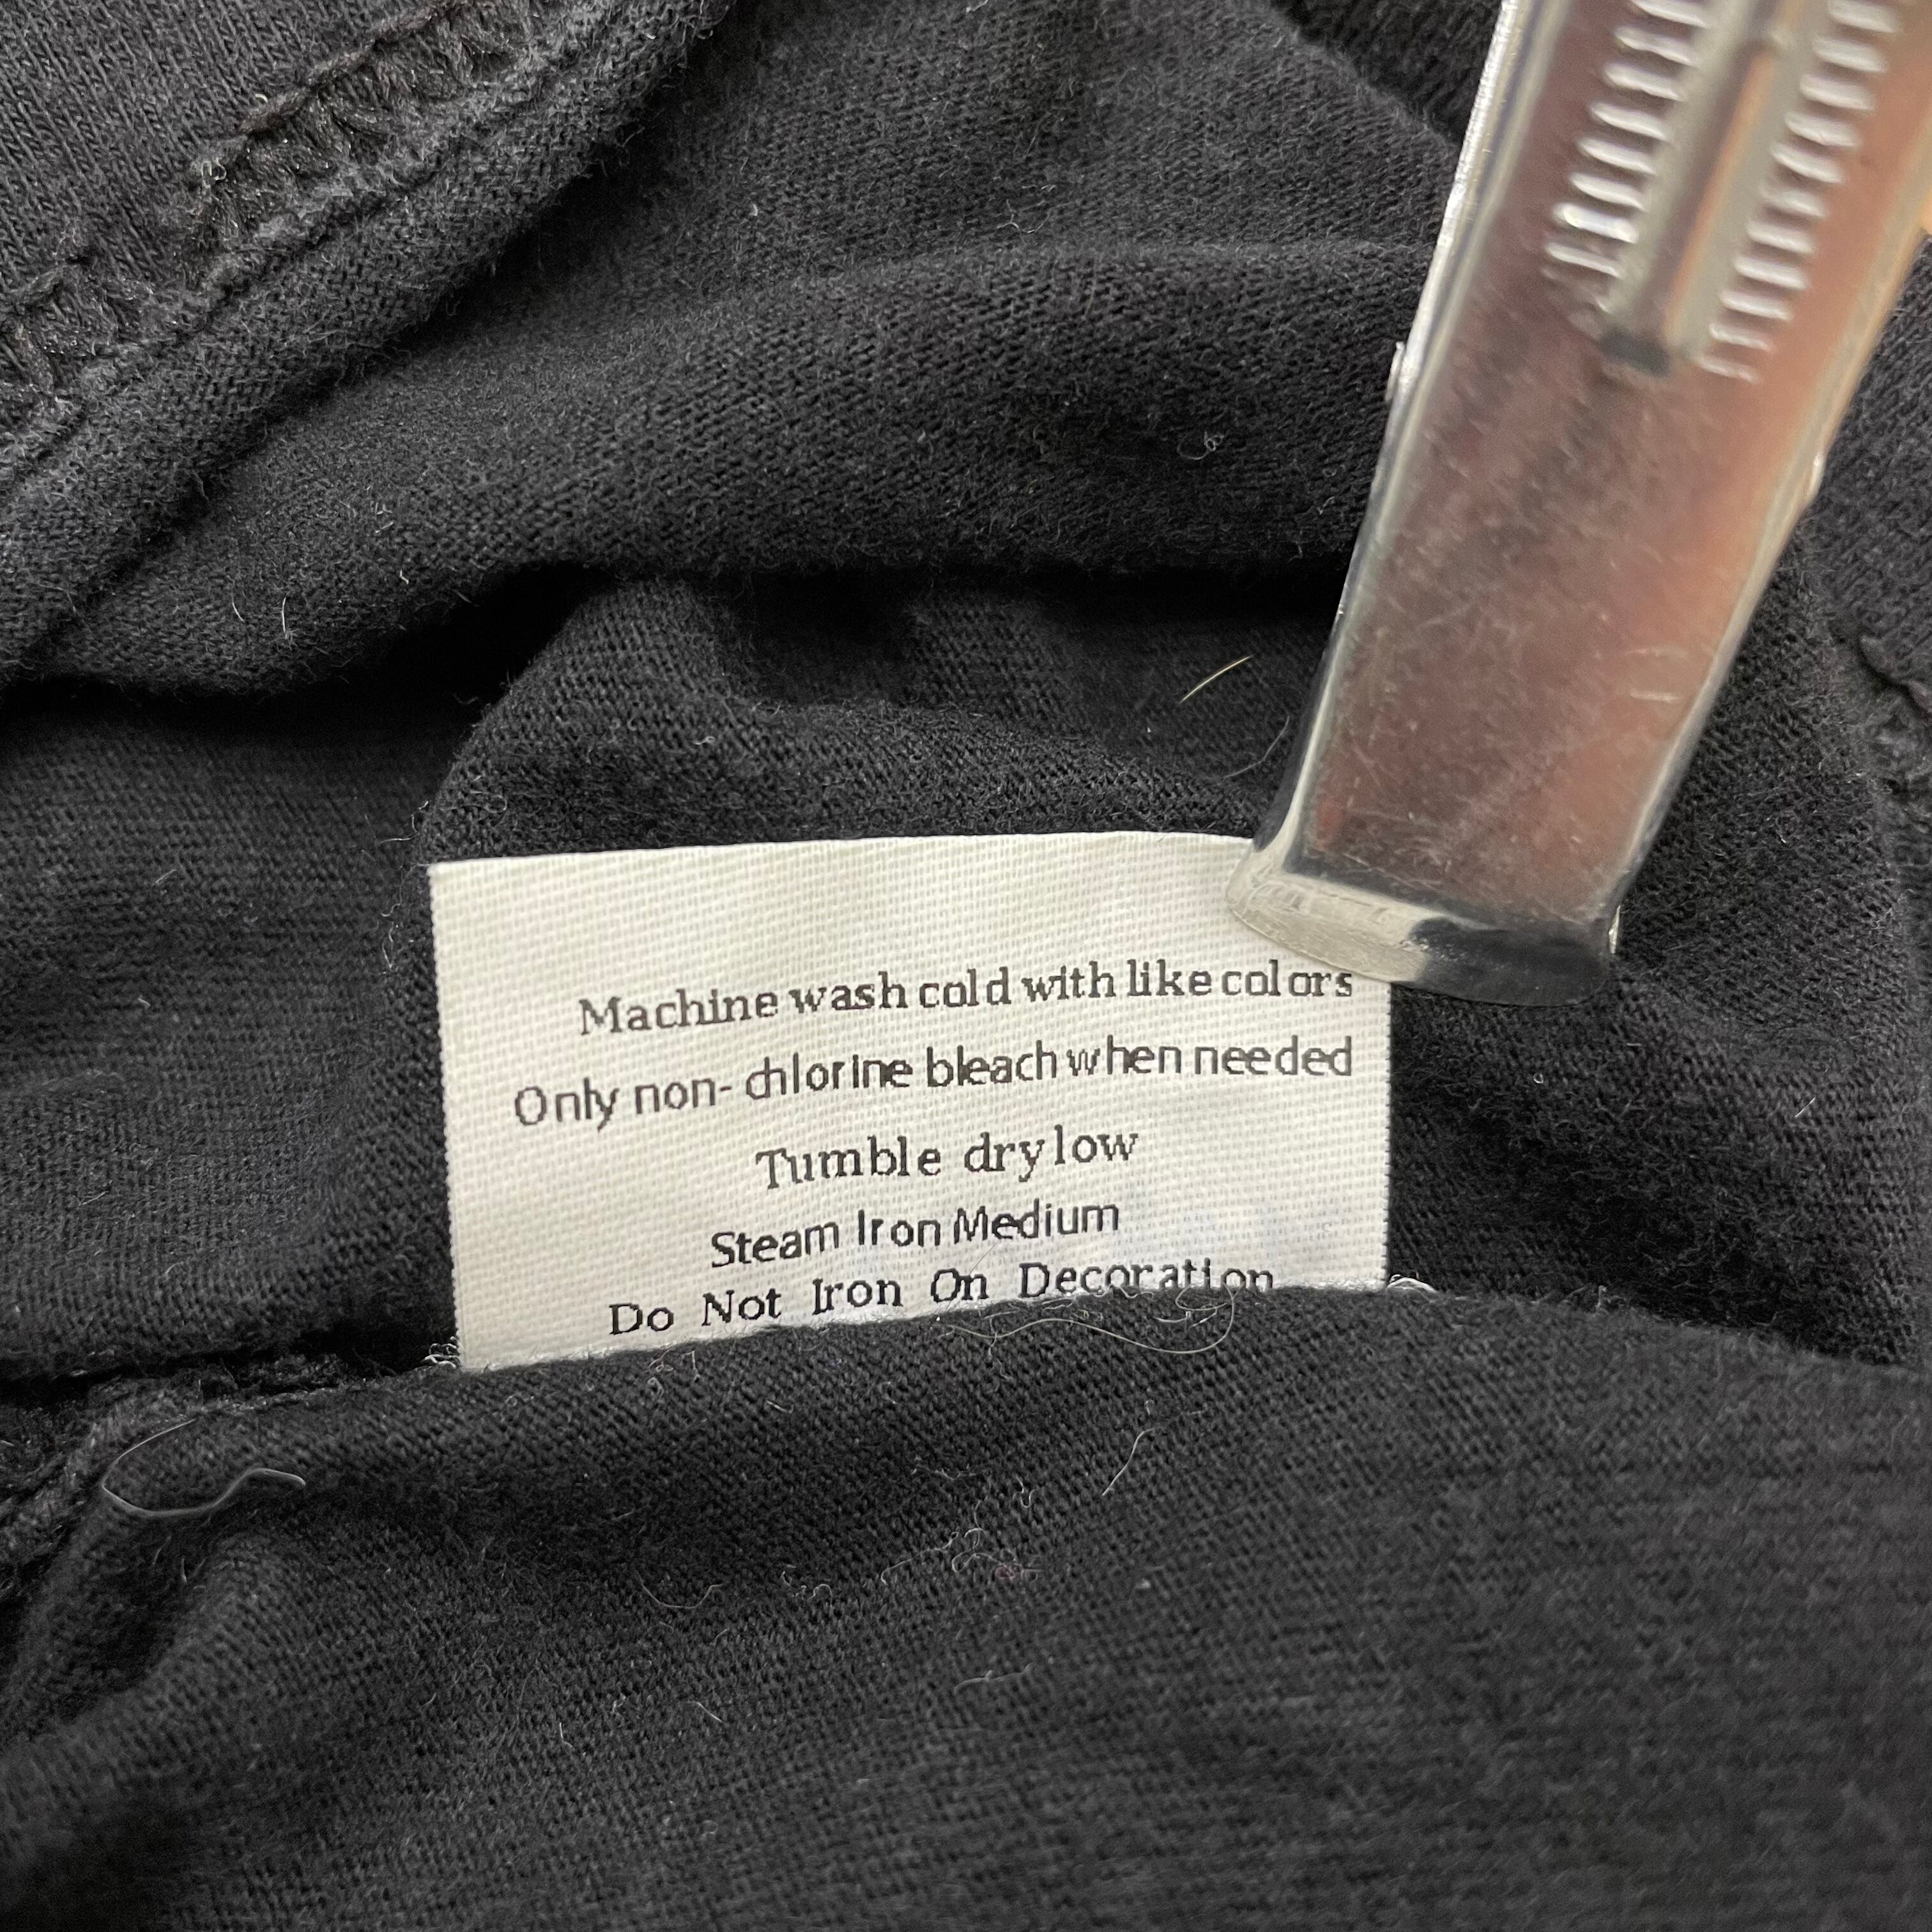 Machine wash cold with like colors
Only non-chlorine bleach when needed
Tumble dry low
Steam Iron Medium
Do Not Iron On Decoration